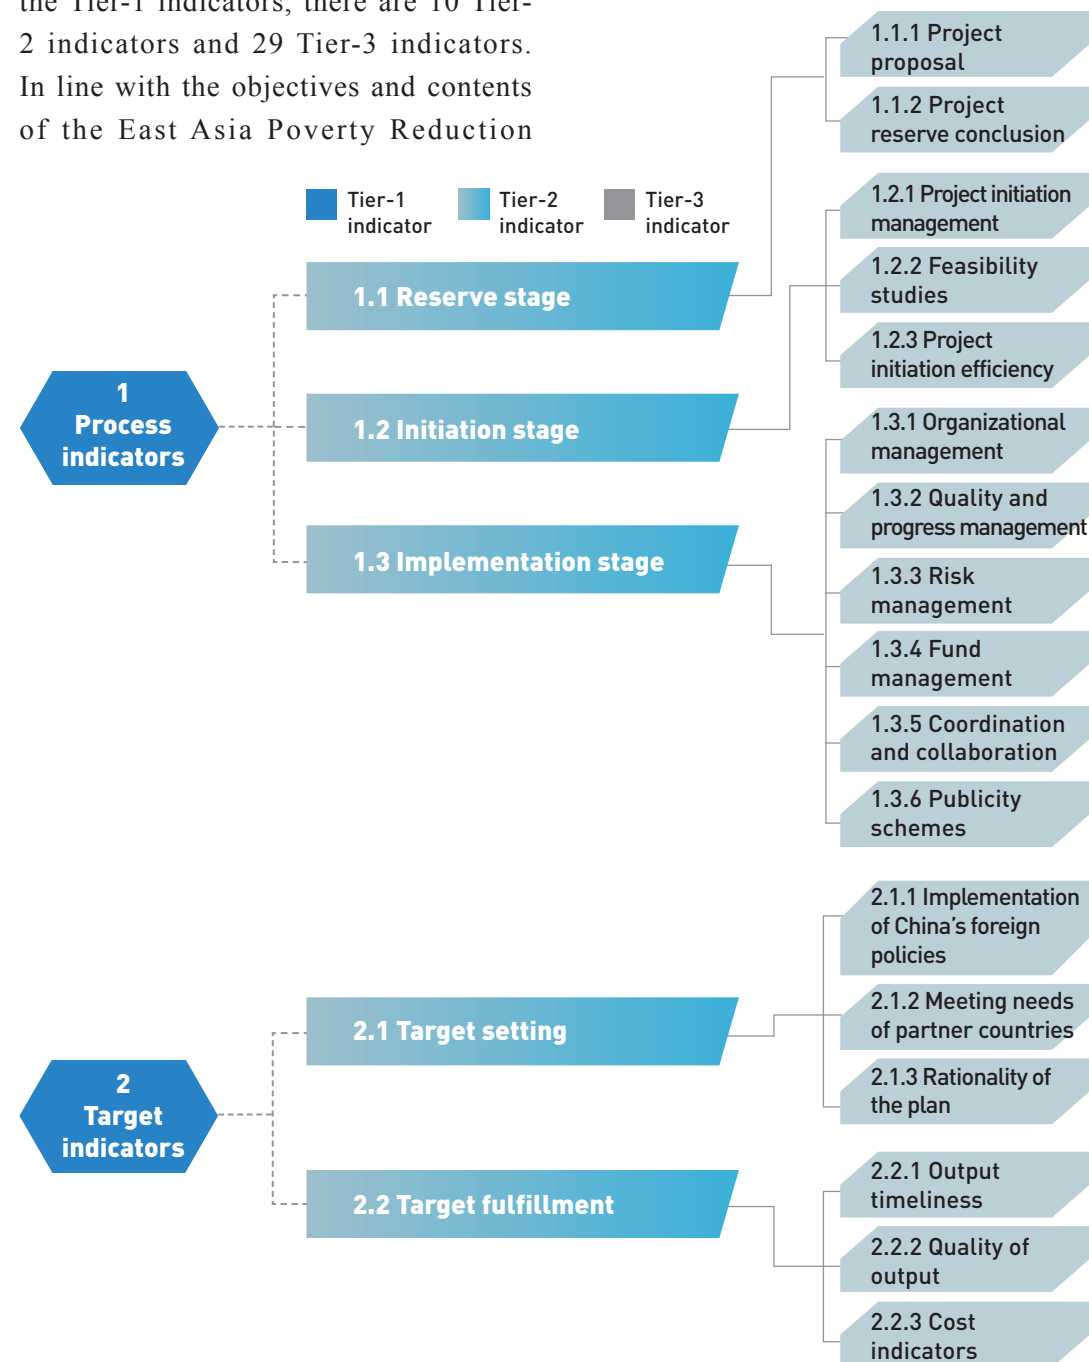 the Tier-1 indicators, there are 10 Tier-
2 indicators and 29 Tier-3 indicators.
In line with the objectives and contents
of the East Asia Poverty Reduction
Tier-1
indicator
Tier-2
indicator
Tier-3
indicator
1
Process
indicators
1.1 Reserve stage
1.1.1 Project
proposal
1.1.2 Project
reserve conclusion
1.2 Initiation stage
1.2.1 Project initiation
management
1.2.2 Feasibility
studies
1.2.3 Project
initiation efficiency
1.3 Implementation stage
1.3.1 Organizational
management
1.3.2 Quality and
progress management
1.3.3 Risk
management
1.3.4 Fund
management
1.3.5 Coordination
and collaboration
1.3.6 Publicity
schemes
2
Target
indicators
2.1 Target setting
2.1.1 Implementation
of China’s foreign
policies
2.1.2 Meeting needs
of partner countries
2.1.3 Rationality of
the plan
2.2 Target fulfillment
2.2.1 Output
timeliness
2.2.2 Quality of
output
2.2.3 Cost
indicators